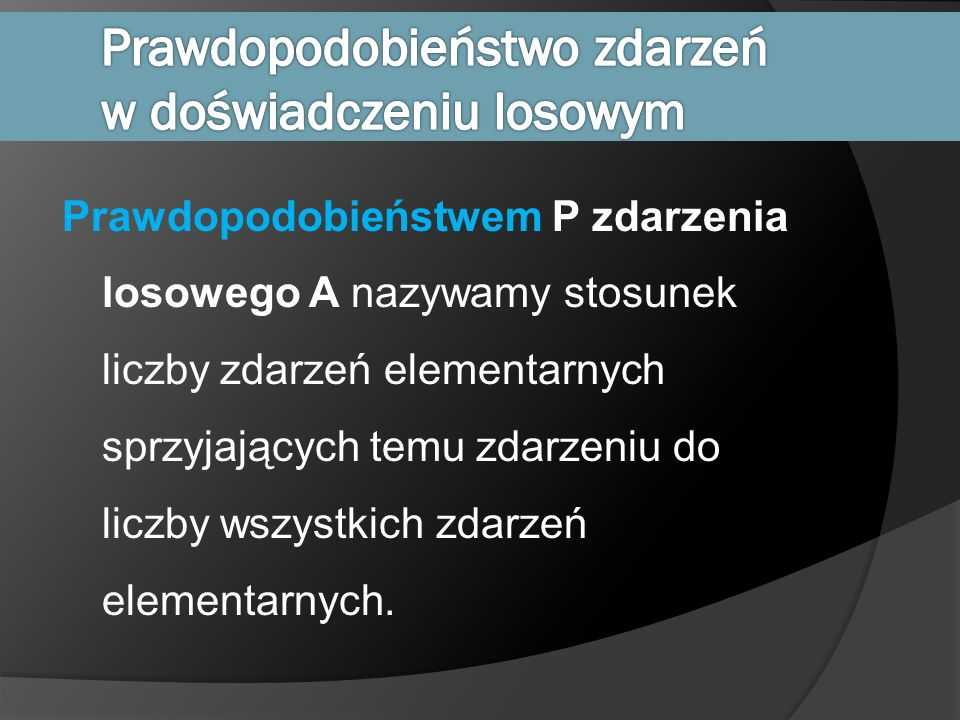 Prawdopodobieństwo zdarzeń
w doświadczeniu losowym
Prawdopodobieństwem P zdarzenia
losowego A nazywamy stosunek
liczby zdarzeń elementarnych
sprzyjających temu zdarzeniu do
liczby wszystkich zdarzeń
elementarnych.